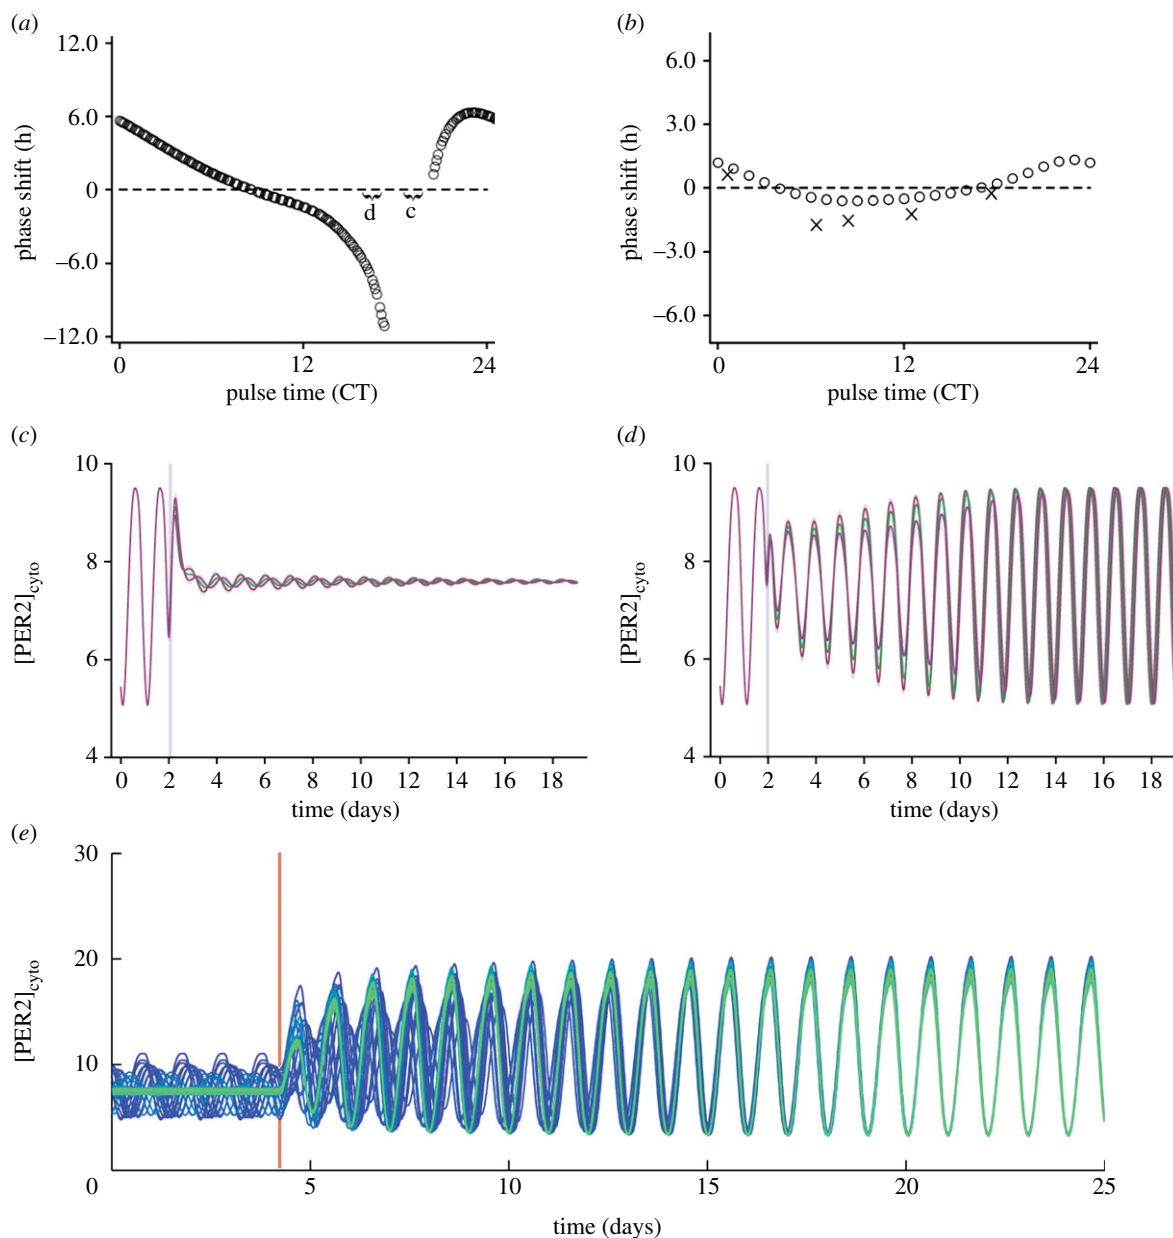 (a)
12.0
6.0
0
–6.0
–12.0
phase shift (h)
d
c
0
12
24
pulse time (CT)
(b)
6.0
3.0
0
–3.0
–6.0
phase shift (h)
0
12
24
pulse time (CT)
(c)
10
8
6
4
[PER2]cyto
0 2 4 6 8 10 12 14 16 18
time (days)
(d)
10
8
6
4
[PER2]cyto
0 2 4 6 8 10 12 14 16 18
time (days)
(e)
30
20
10
0
[PER2]cyto
5 10 15 20 25
time (days)